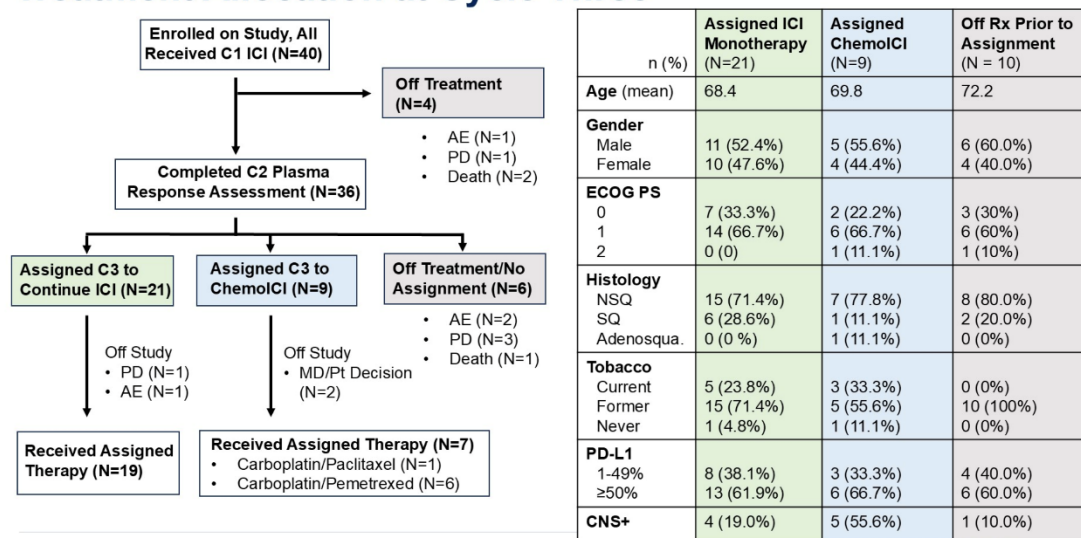 Enrolled on Study, All
Received C1 ICI (N=40)
Off Treatment
(N=4)
• AE (N=1)
• PD (N=1)
• Death (N=2)
Completed C2 Plasma
Response Assessment (N=36)
Assigned C3 to
Continue ICI (N=21)
Assigned C3 to
ChemoICI (N=9)
Off Treatment/No
Assignment (N=6)
• AE (N=2)
• PD (N=3)
• Death (N=1)
Off Study
• PD (N=1)
• AE (N=1)
Off Study
• MD/Pt Decision
(N=2)
Received Assigned
Therapy (N=19)
Received Assigned Therapy (N=7)
• Carboplatin/Paclitaxel (N=1)
• Carboplatin/Pemetrexed (N=6)
n (%) Assigned ICI Monotherapy (N=21) Assigned ChemoICI (N=9) Off Rx Prior to Assignment (N = 10)
Age (mean) 68.4 69.8 72.2
Gender
Male 11 (52.4%) 5 (55.6%) 6 (60.0%)
Female 10 (47.6%) 4 (44.4%) 4 (40.0%)
ECOG PS
0 7 (33.3%) 2 (22.2%) 3 (30%)
1 14 (66.7%) 6 (66.7%) 6 (60%)
2 0 (0) 1 (11.1%) 1 (10%)
Histology
NSQ 15 (71.4%) 7 (77.8%) 8 (80.0%)
SQ 6 (28.6%) 1 (11.1%) 2 (20.0%)
Adenosqua. 0 (0 %) 1 (11.1%) 0 (0%)
Tobacco
Current 5 (23.8%) 3 (33.3%) 0 (0%)
Former 15 (71.4%) 5 (55.6%) 10 (100%)
Never 1 (4.8%) 1 (11.1%) 0 (0%)
PD-L1
1-49% 8 (38.1%) 3 (33.3%) 4 (40.0%)
≥50% 13 (61.9%) 6 (66.7%) 6 (60.0%)
CNS+ 4 (19.0%) 5 (55.6%) 1 (10.0%)